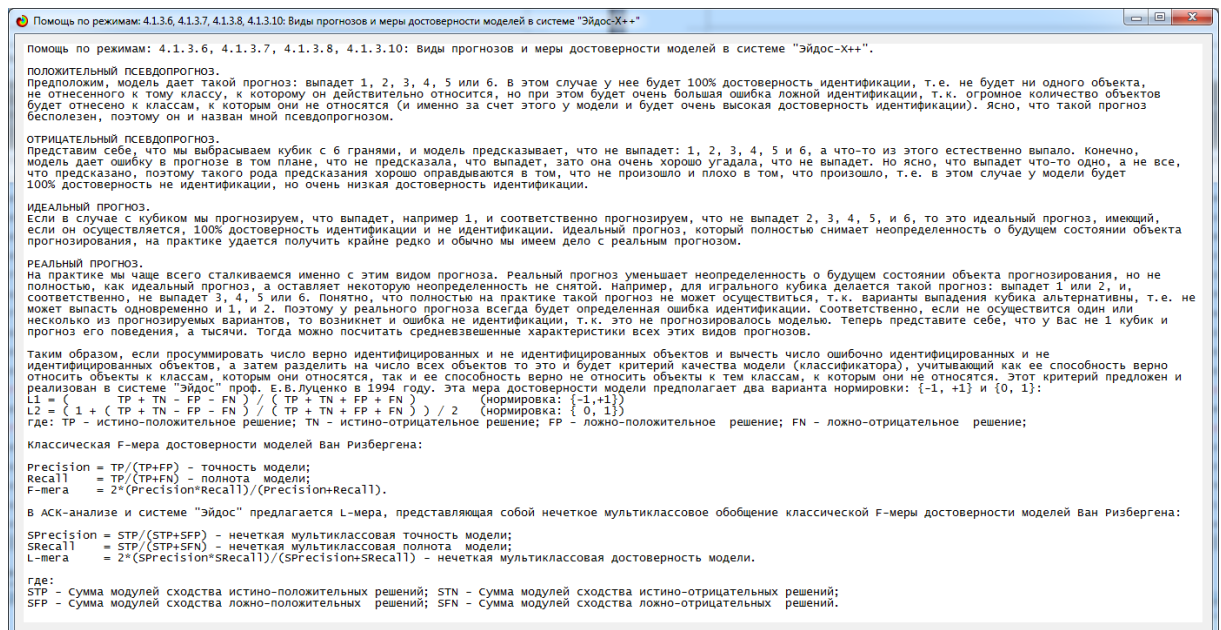 Помощь по режимам: 4.1.3.6, 4.1.3.7, 4.1.3.8, 4.1.3.10: Виды прогнозов и меры достоверности моделей в системе "Эйдос-X++"
Помощь по режимам: 4.1.3.6, 4.1.3.7, 4.1.3.8, 4.1.3.10: Виды прогнозов и меры достоверности моделей в системе "Эйдос-X++".
ПОЛОЖИТЕЛЬНЫЙ ПСЕВДОПРОГНОЗ.
Предположим, модель дает такой прогноз: выпадет 1, 2, 3, 4, 5 или 6. В этом случае у нее будет 100% достоверность идентификации, т.е. не будет ни одного объекта,
не отнесенного к тому классу, к которому он действительно относится, но при этом будет очень большая ошибка ложной идентификации, т.к. огромное количество объектов
будет отнесено к классам, к которым они не относятся (и именно за счет этого у модели и будет очень высокая достоверность идентификации). Ясно, что такой прогноз
бесполезен, поэтому он и назван мной псевдопрогнозом.
ОТРИЦАТЕЛЬНЫЙ ПСЕВДОПРОГНОЗ.
Представим себе, что мы выбрасываем кубик с 6 гранями, и модель предсказывает, что не выпадет: 1, 2, 3, 4, 5 и 6, а что-то из этого естественно выпало. Конечно,
модель дает ошибку в прогнозе в том плане, что не предсказала, что выпадет, зато она очень хорошо угадала, что не выпадет. Но ясно, что выпадет что-то одно, а не все,
что предсказано, поэтому такого рода предсказания хорошо оправдываются в том, что не произошло и плохо в том, что произошло, т.е. в этом случае у модели будет
100% достоверность не идентификации, но очень низкая достоверность идентификации.
ИДЕАЛЬНЫЙ ПРОГНОЗ.
Если в случае с кубиком мы прогнозируем, что выпадет, например 1, и соответственно прогнозируем, что не выпадет 2, 3, 4, 5, и 6, то это идеальный прогноз, имеющий,
если он осуществляется, 100% достоверность идентификации и не идентификации. Идеальный прогноз, который полностью снимает неопределенность о будущем состоянии объекта
прогнозирования, на практике удается получить крайне редко и обычно мы имеем дело с реальным прогнозом.
РЕАЛЬНЫЙ ПРОГНОЗ.
На практике мы чаще всего сталкиваемся именно с этим видом прогноза. Реальный прогноз уменьшает неопределенность о будущем состоянии объекта прогнозирования, но не
полностью, как идеальный прогноз, а оставляет некоторую неопределенность не снятой. Например, для игрального кубика делается такой прогноз: выпадет 1 или 2, и,
соответственно, не выпадет 3, 4, 5 или 6. Понятно, что полностью на практике такой прогноз не может осуществиться, т.к. варианты выпадения кубика альтернативны, т.е. не
может выпасть одновременно и 1, и 2. Поэтому у реального прогноза всегда будет определенная ошибка идентификации. Соответственно, если не осуществится один или
несколько из прогнозируемых вариантов, то возникнет и ошибка не идентификации, т.к. это не прогнозировалось моделью. Теперь представите себе, что у Вас не 1 кубик и
прогноз его поведения, а тысячи. Тогда можно посчитать средневзвешенные характеристики всех этих видов прогнозов.
Таким образом, если просуммировать число верно идентифицированных и не идентифицированных объектов и вычесть число ошибочно идентифицированных и не
идентифицированных объектов, а затем разделить на число всех объектов то это и будет критерий качества модели (классификатора), учитывающий как ее способность верно
относить объекты к классам, которым они относятся, так и ее способность верно не относить объекты к тем классам, к которым они не относятся. Этот критерий предложен и
реализован в системе "Эйдос" проф. Е.В.Луценко в 1994 году. Эта мера достоверности модели предполагает два варианта нормировки: {-1, +1} и {0, 1}:
L1 = ( TP + TN - FP - FN ) / ( TP + TN + FP + FN ) (нормировка: {-1,+1})
L2 = ( 1 + ( TP + TN - FP - FN ) / ( TP + TN + FP + FN ) ) / 2 (нормировка: { 0, 1})
где: TP - истино-положительное решение; TN - истино-отрицательное решение; FP - ложно-положительное решение; FN - ложно-отрицательное решение;
Классическая F-мера достоверности моделей Ван Ризбергена:
Precision = TP/(TP+FP) - точность модели;
Recall = TP/(TP+FN) - полнота модели;
F-mera = 2*(Precision*Recall)/(Precision+Recall).
В АСК-анализе и системе "Эйдос" предлагается L-мера, представляющая собой нечеткое мультиклассовое обобщение классической F-меры достоверности моделей Ван Ризбергена:
SPrecision = STP/(STP+SFP) - нечеткая мультиклассовая точность модели;
SRecall = STP/(STP+SFN) - нечеткая мультиклассовая полнота модели;
L-mera = 2*(SPrecision*SRecall)/(SPrecision+SRecall) - нечеткая мультиклассовая достоверность модели.
где:
STP - Сумма модулей сходства истино-положительных решений; STN - Сумма модулей сходства истино-отрицательных решений;
SFP - Сумма модулей сходства ложно-положительных решений; SFN - Сумма модулей сходства ложно-отрицательных решений.